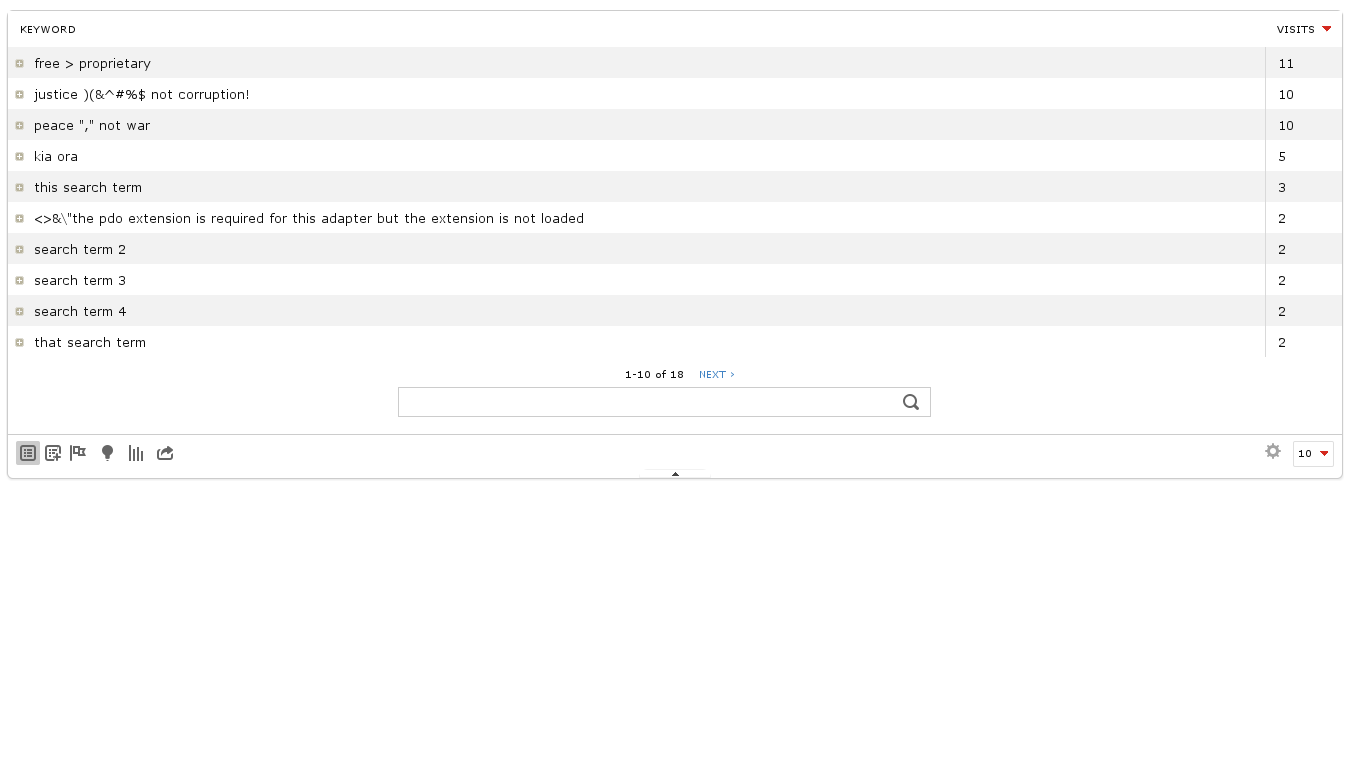 KEYWORD VISITS
free > proprietary 11
justice )(&^#%$ not corruption! 10
peace "," not war 10
kia ora 5
this search term 3
<>&\"the pdo extension is required for this adapter but the extension is not loaded 2
search term 2 2
search term 3 2
search term 4 2
that search term 2
1-10 of 18 NEXT ›
10